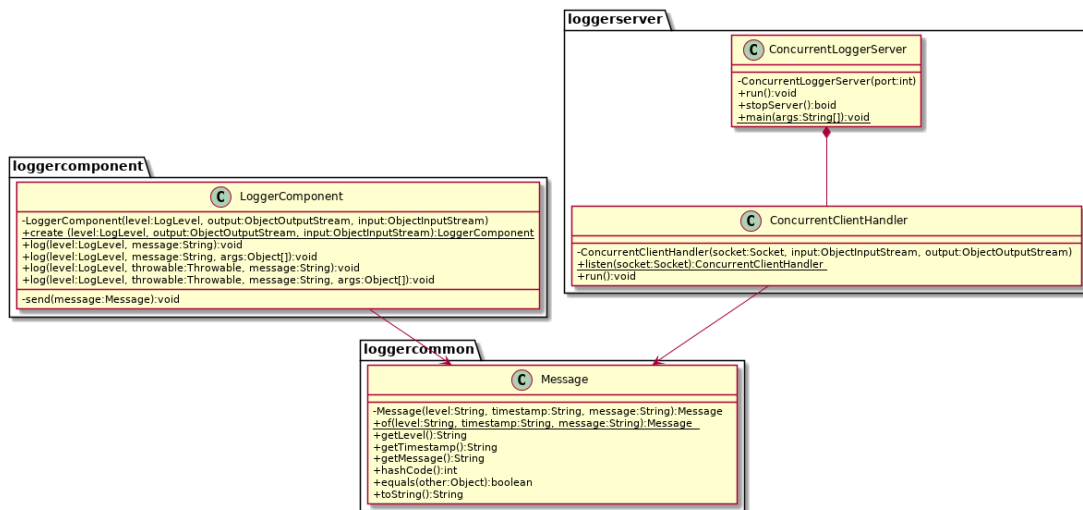 loggerserver
C ConcurrentLoggerServer
-ConcurrentLoggerServer(port:int)
+run():void
+stopServer():boid
+main(args:String[]):void
loggercomponent
C LoggerComponent
-LoggerComponent(level:LogLevel, output:ObjectOutputStream, input:ObjectInputStream)
+create (level:LogLevel, output:ObjectOutputStream, input:ObjectInputStream):LoggerComponent
+log(level:LogLevel, message:String):void
+log(level:LogLevel, message:String, args:Object[]):void
+log(level:LogLevel, throwable:Throwable, message:String):void
+log(level:LogLevel, throwable:Throwable, message:String, args:Object[]):void
-send(message:Message):void
C ConcurrentClientHandler
-ConcurrentClientHandler(socket:Socket, input:ObjectInputStream, output:ObjectOutputStream)
+listen(socket:Socket):ConcurrentClientHandler
+run():void
loggercommon
C Message
-Message(level:String, timestamp:String, message:String):Message
+of(level:String, timestamp:String, message:String):Message
+getLevel():String
+getTimestamp():String
+getMessage():String
+hashCode():int
+equals(other:Object):boolean
+toString():String